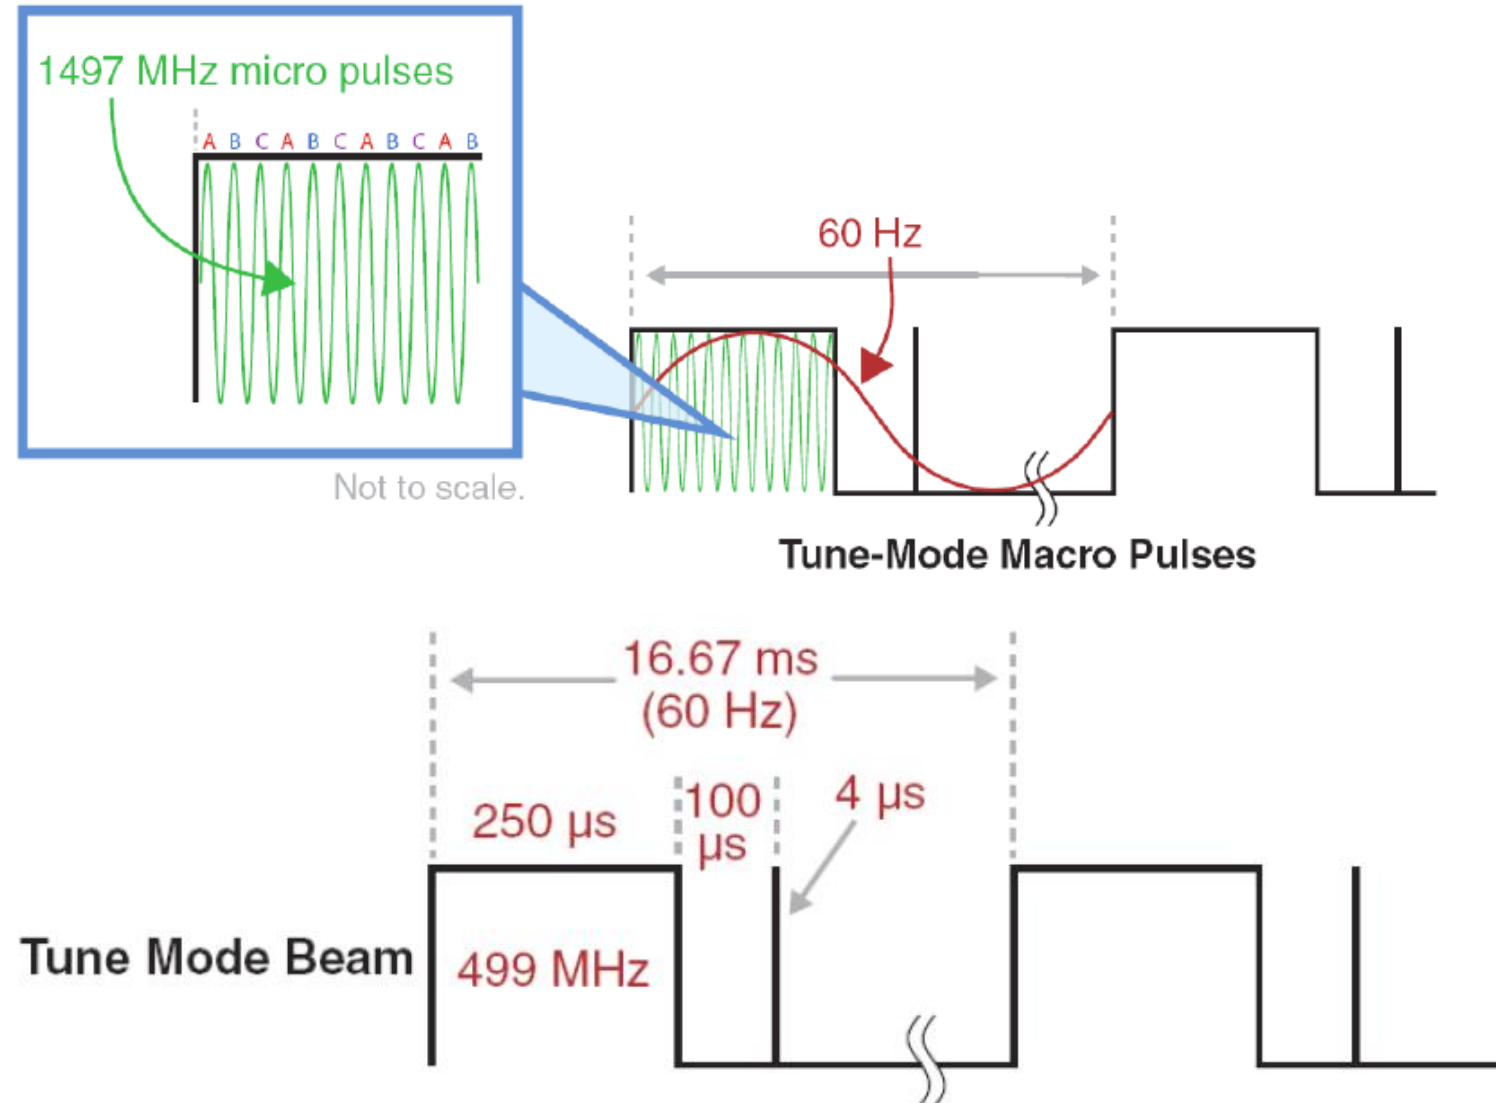 1497 MHz micro pulses
A B C A B C A B C A B
60 Hz
Not to scale.
Tune-Mode Macro Pulses
16.67 ms
(60 Hz)
250 µs
100
µs
4 µs
Tune Mode Beam
499 MHz